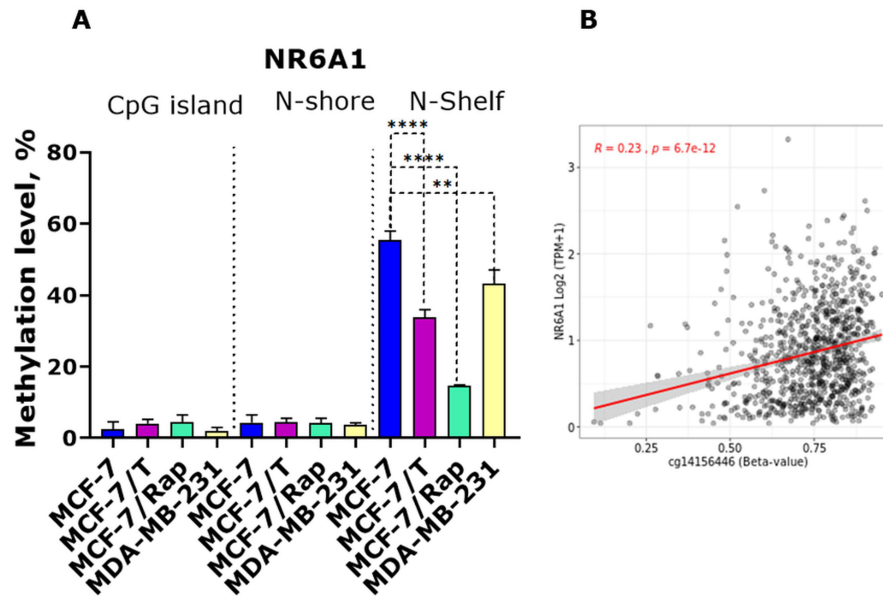 A
NR6A1
CpG island
N-shore
N-Shelf
****
****
**
Methylation level, %
80
60
40
20
0
MCF-7
MCF-7/T
MCF-7/Rap
MDA-MB-231
MCF-7
MCF-7/T
MCF-7/Rap
MDA-MB-231
MCF-7
MCF-7/T
MCF-7/Rap
MDA-MB-231
B
R = 0.23 , p = 6.7e-12
NR6A1 Log2 (TPM+1)
3
2
1
0
0.25
0.50
0.75
cg14156446 (Beta-value)